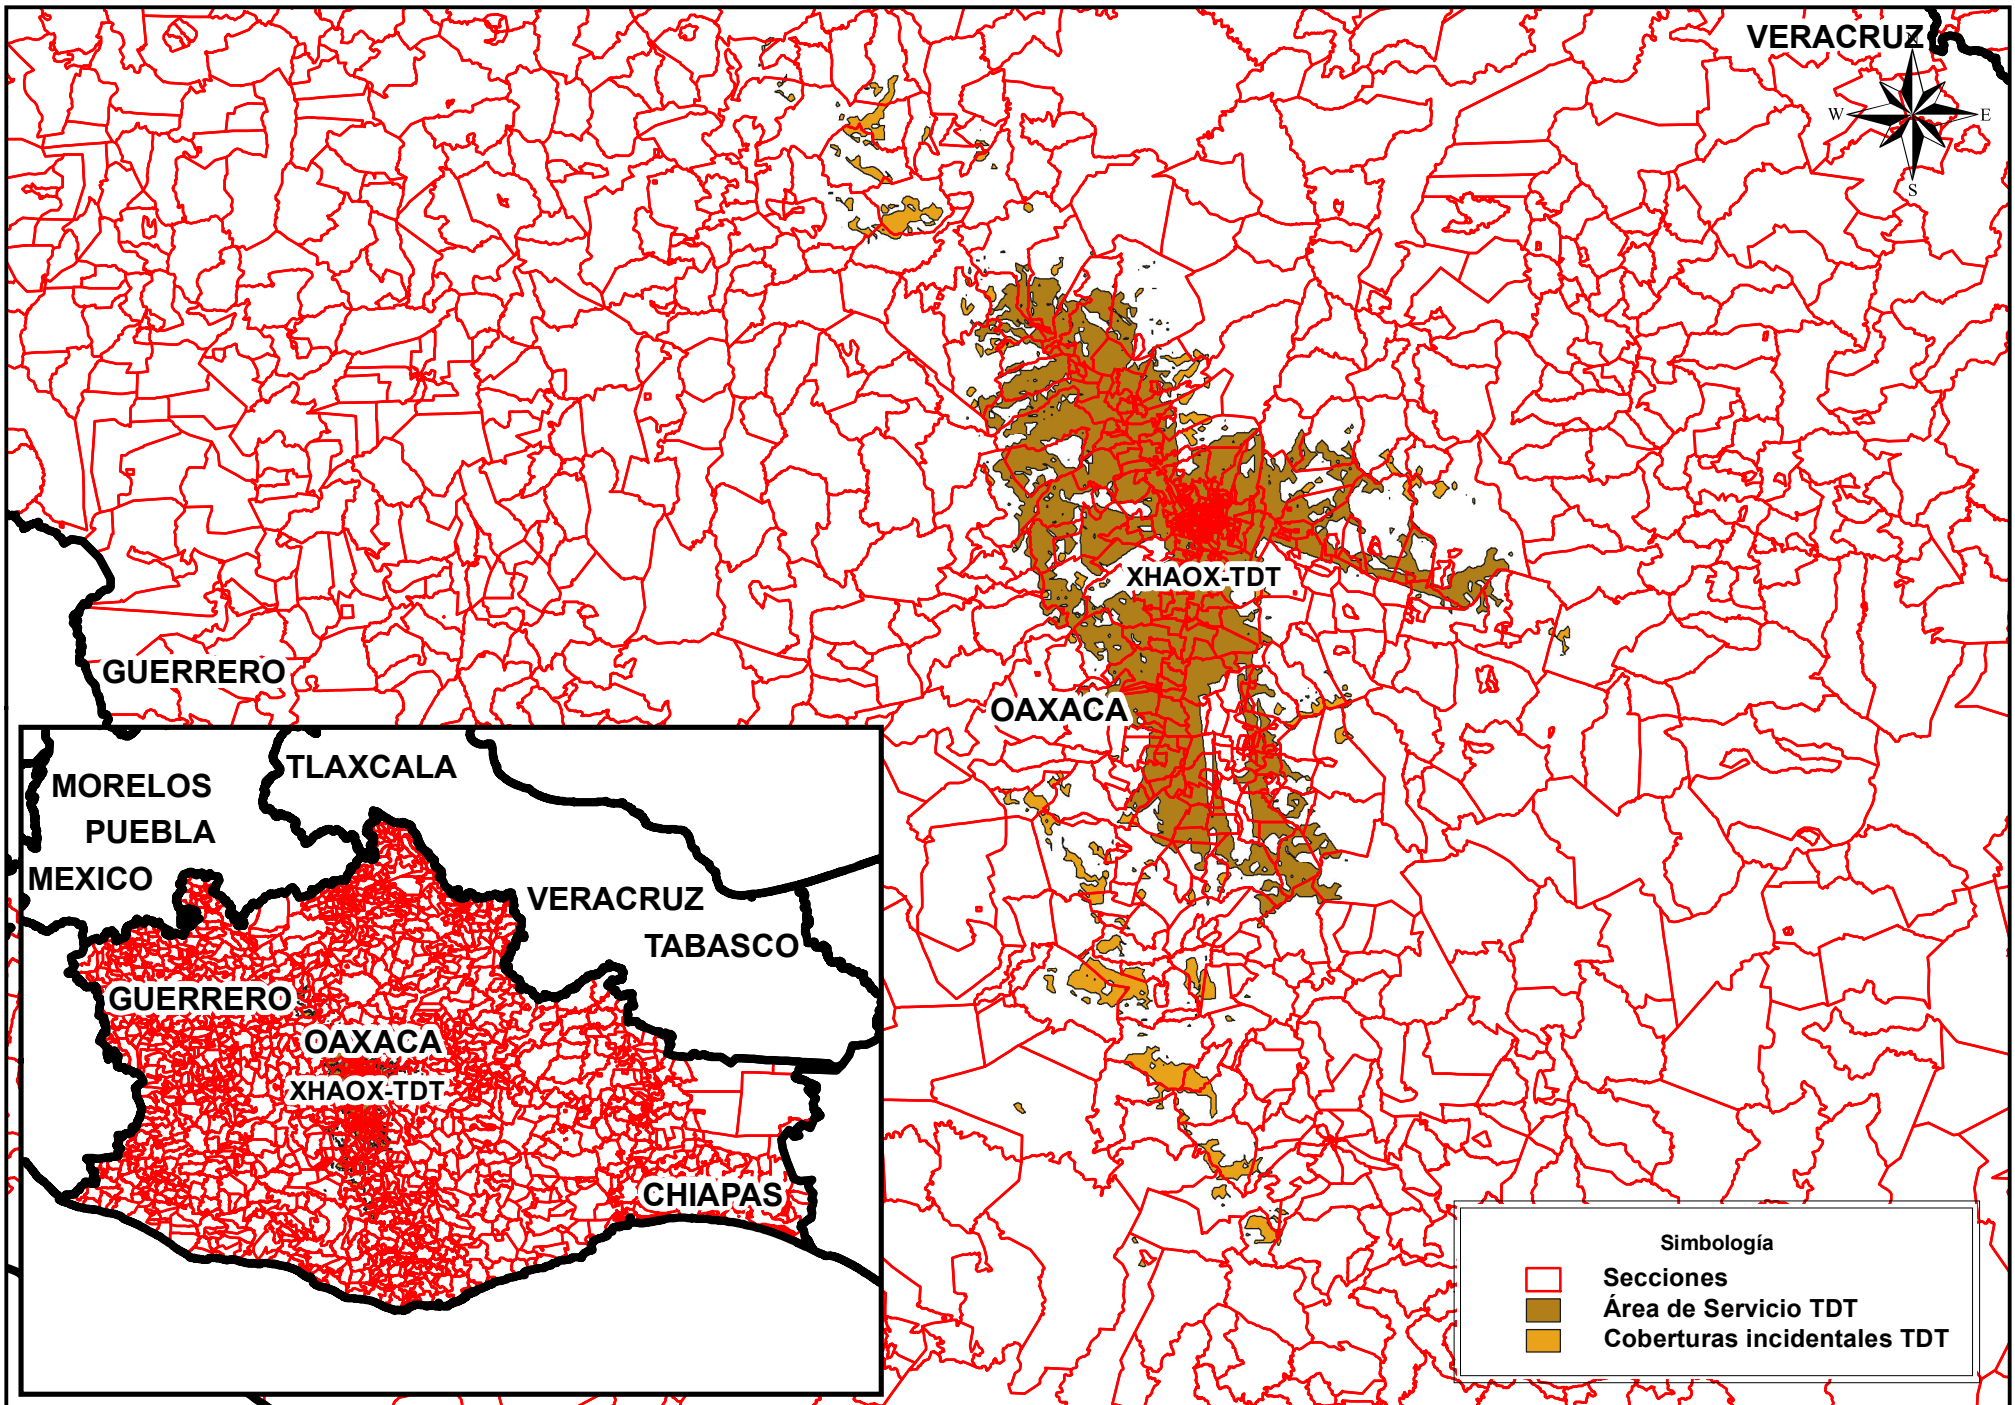 VERACRUZ
N
W
E
S
XHAOX-TDT
GUERRERO
OAXACA
TLAXCALA
MORELOS
PUEBLA
MEXICO
VERACRUZ
TABASCO
GUERRERO
OAXACA
XHAOX-TDT
CHIAPAS
Simbología
Secciones
Área de Servicio TDT
Coberturas incidentales TDT